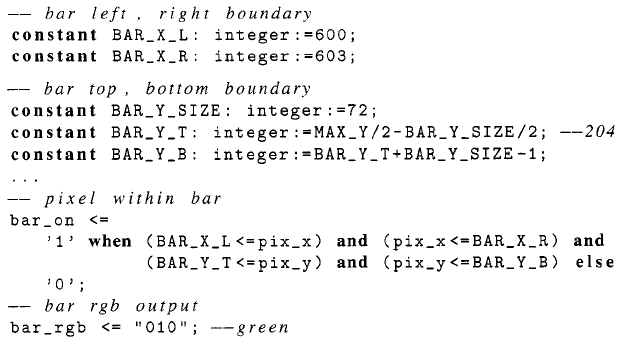 —— bar left, right boundary
constant BAR_X_L: integer:=600;
constant BAR_X_R: integer:=603;
—— bar top, bottom boundary
constant BAR_Y_SIZE: integer:=72;
constant BAR_Y_T: integer:=MAX_Y/2-BAR_Y_SIZE/2; ——204
constant BAR_Y_B: integer:=BAR_Y_T+BAR_Y_SIZE-1;
...
—— pixel within bar
bar_on <=
'1' when (BAR_X_L<=pix_x) and (pix_x<=BAR_X_R) and
(BAR_Y_T<=pix_y) and (pix_y<=BAR_Y_B) else
'0';
—— bar rgb output
bar_rgb <= "010"; ——green